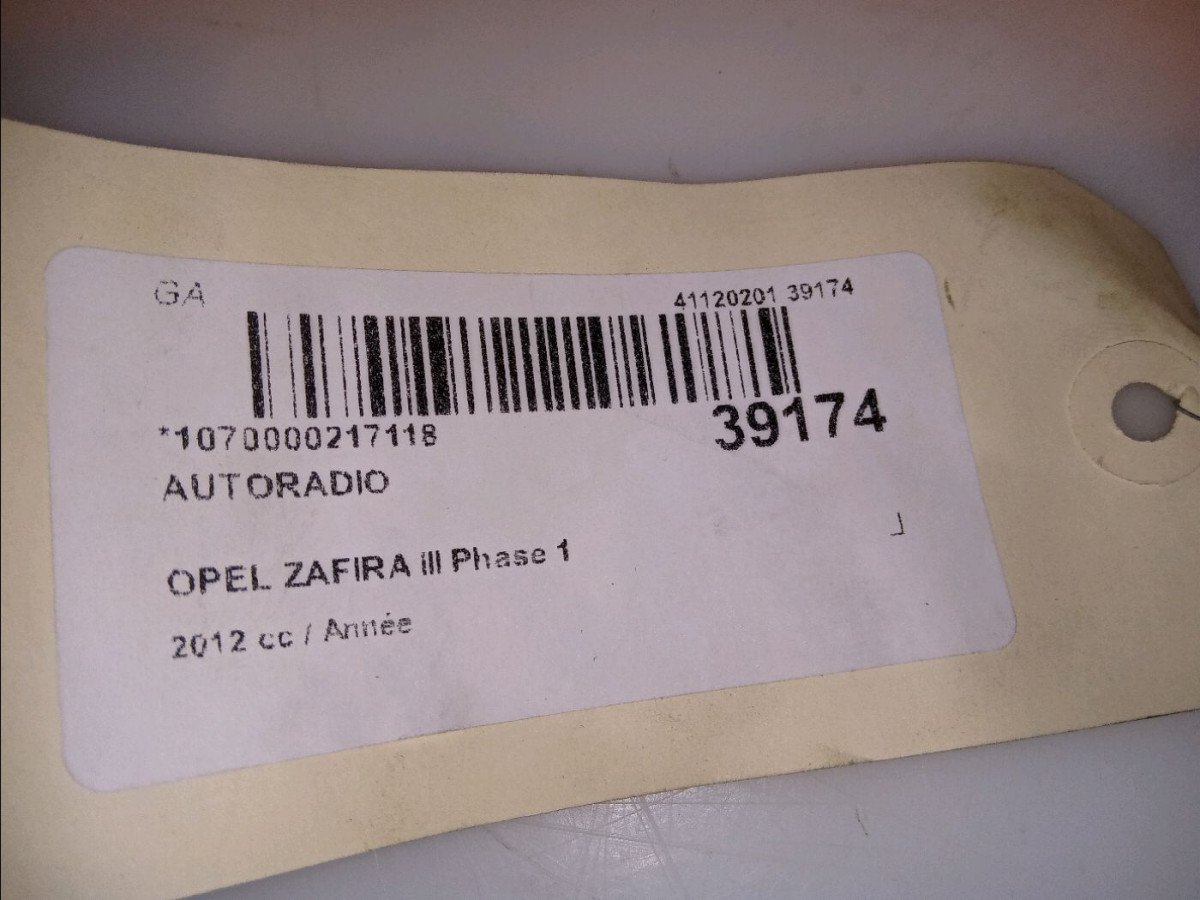 GA
41120201 39174
*1070000217118
39174
AUTORADIO
OPEL ZAFIRA III Phase 1
2012 cc / Année